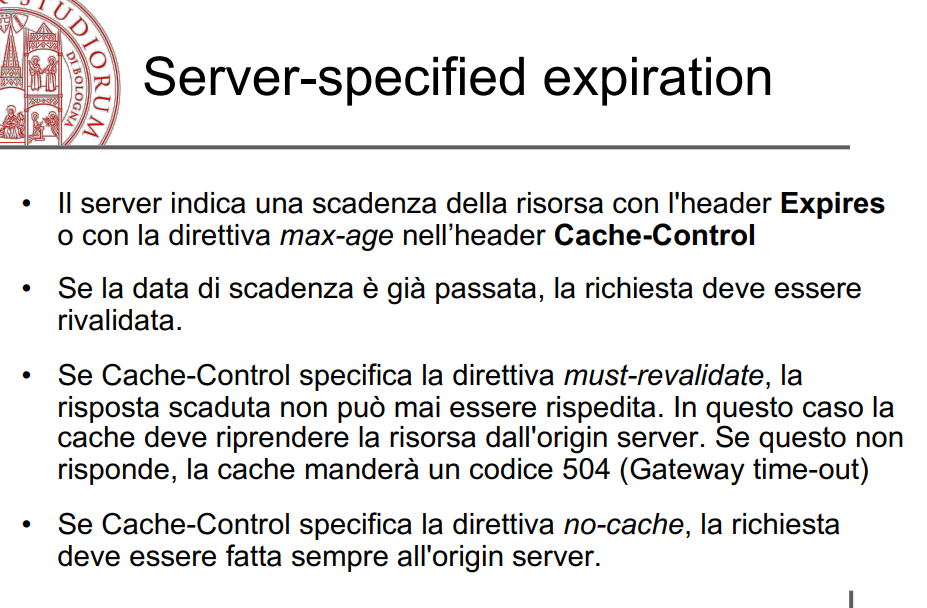 STUDIORUM
DI BOLOGNA
Server-specified expiration
• Il server indica una scadenza della risorsa con l'header Expires
o con la direttiva max-age nell’header Cache-Control
• Se la data di scadenza è già passata, la richiesta deve essere
rivalidata.
• Se Cache-Control specifica la direttiva must-revalidate, la
risposta scaduta non può mai essere rispedita. In questo caso la
cache deve riprendere la risorsa dall'origin server. Se questo non
risponde, la cache manderà un codice 504 (Gateway time-out)
• Se Cache-Control specifica la direttiva no-cache, la richiesta
deve essere fatta sempre all'origin server.